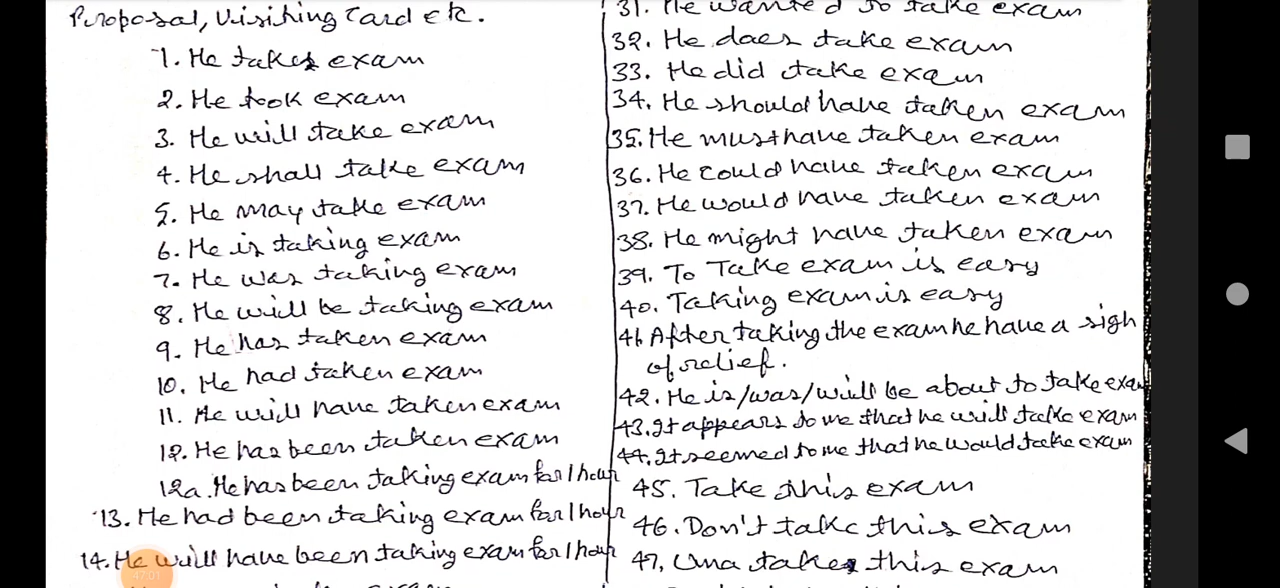 Proposal, Visiting Card etc.
1. He takes exam
2. He took exam
3. He will take exam
4. He shall take exam
5. He may take exam
6. He is taking exam
7. He was taking exam
8. He will be taking exam
9. He has taken exam
10. He had taken exam
11. He will have taken exam
12. He has been taken exam
12a. He has been taking exam for 1 hour
13. He had been taking exam for 1 hour
14. He will have been taking exam for 1 hour
47:01
31. He wanted to take exam
32. He does take exam
33. He did take exam
34. He should have taken exam
35. He must have taken exam
36. He could have taken exam
37. He would have taken exam
38. He might have taken exam
39. To Take exam is easy
40. Taking exam is easy
41. After taking the exam he have a sigh
of relief.
42. He is/was/will be about to take exam
43. It appears to me that he will take exam
44. It seemed to me that he would take exam
45. Take this exam
46. Don't take this exam
47. Uma takes this exam